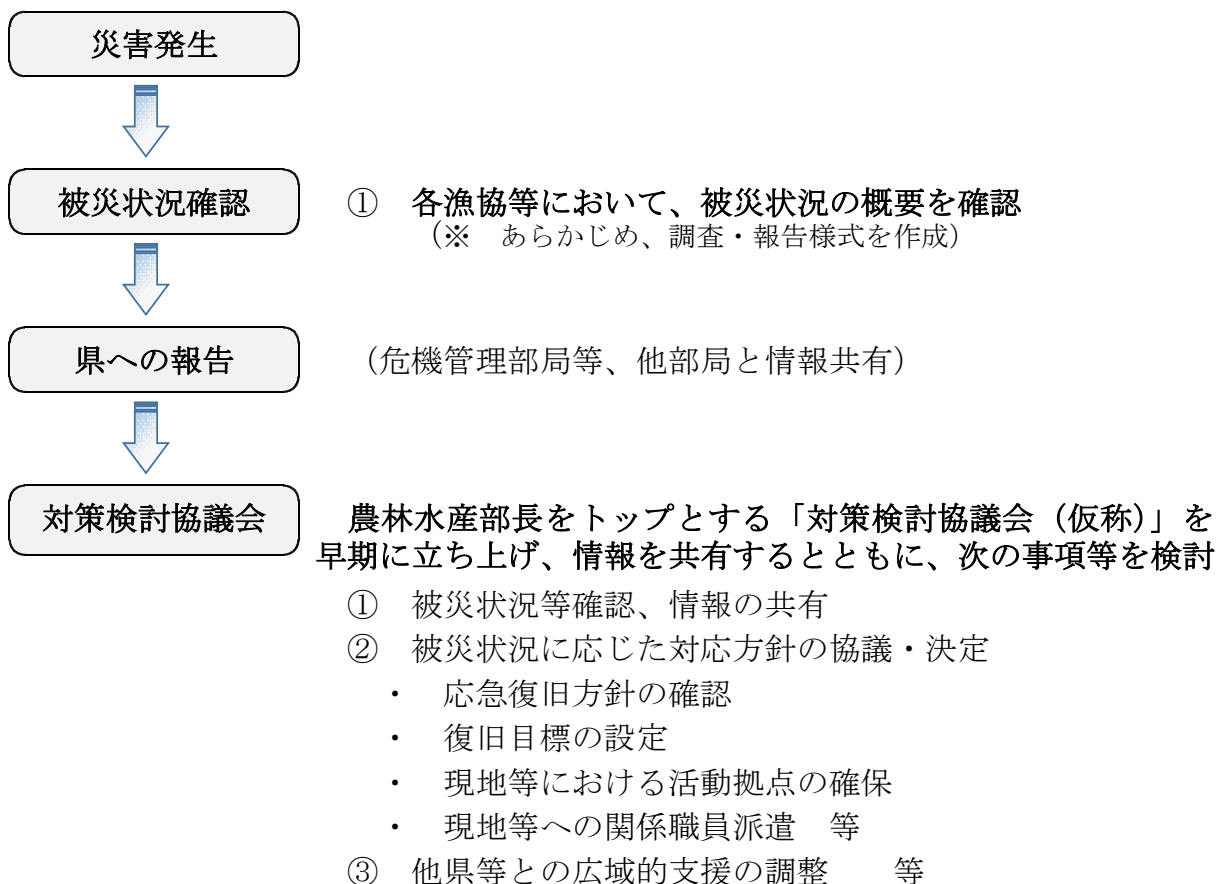 災害発生
被災状況確認
① 各漁協等において、被災状況の概要を確認
（※ あらかじめ、調査・報告様式を作成）
県への報告
（危機管理部局等、他部局と情報共有）
対策検討協議会
農林水産部長をトップとする「対策検討協議会（仮称）」を
早期に立ち上げ、情報を共有するとともに、次の事項等を検討
① 被災状況等確認、情報の共有
② 被災状況に応じた対応方針の協議・決定
・ 応急復旧方針の確認
・ 復旧目標の設定
・ 現地等における活動拠点の確保
・ 現地等への関係職員派遣 等
③ 他県等との広域的支援の調整 等